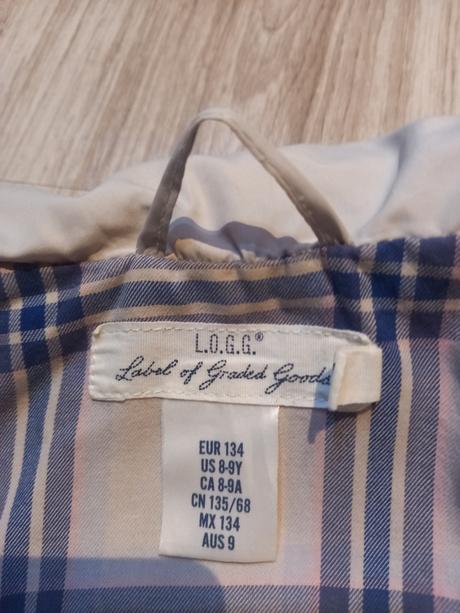 L.O.G.G.®
Label of Graded Goods
EUR 134
US 8-9Y
CA 8-9A
CN 135/68
MX 134
AUS 9